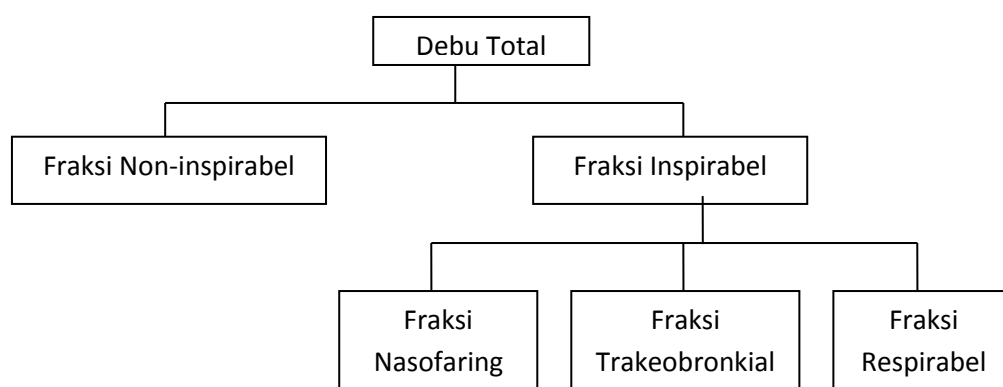 Debu Total
Fraksi Non-inspirabel
Fraksi Inspirabel
Fraksi
Nasofaring
Fraksi
Trakeobronkial
Fraksi
Respirabel